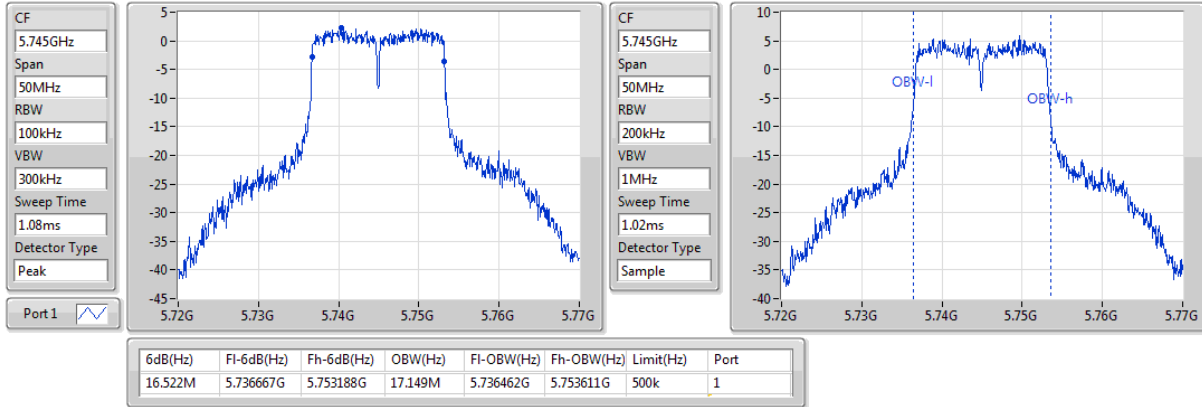 CF
5.745GHz
Span
50MHz
RBW
100kHz
VBW
300kHz
Sweep Time
1.08ms
Detector Type
Peak
Port 1
5
0
-5
-10
-15
-20
-25
-30
-35
-40
-45
5.72G 5.73G 5.74G 5.75G 5.76G 5.77G
CF
5.745GHz
Span
50MHz
RBW
200kHz
VBW
1MHz
Sweep Time
1.02ms
Detector Type
Sample
10
5
0
-5
-10
-15
-20
-25
-30
-35
-40
OBW-l
OBW-h
5.72G 5.73G 5.74G 5.75G 5.76G 5.77G
6dB(Hz) Fl-6dB(Hz) Fh-6dB(Hz) OBW(Hz) Fl-OBW(Hz) Fh-OBW(Hz) Limit(Hz) Port
16.522M 5.736667G 5.753188G 17.149M 5.736462G 5.753611G 500k 1